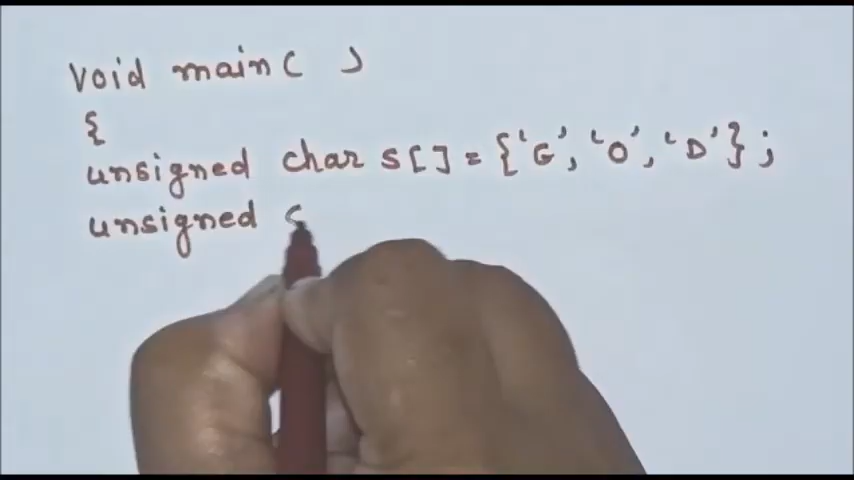 void main( )
{
unsigned char s[]={'G', 'O', 'D'};
unsigned c